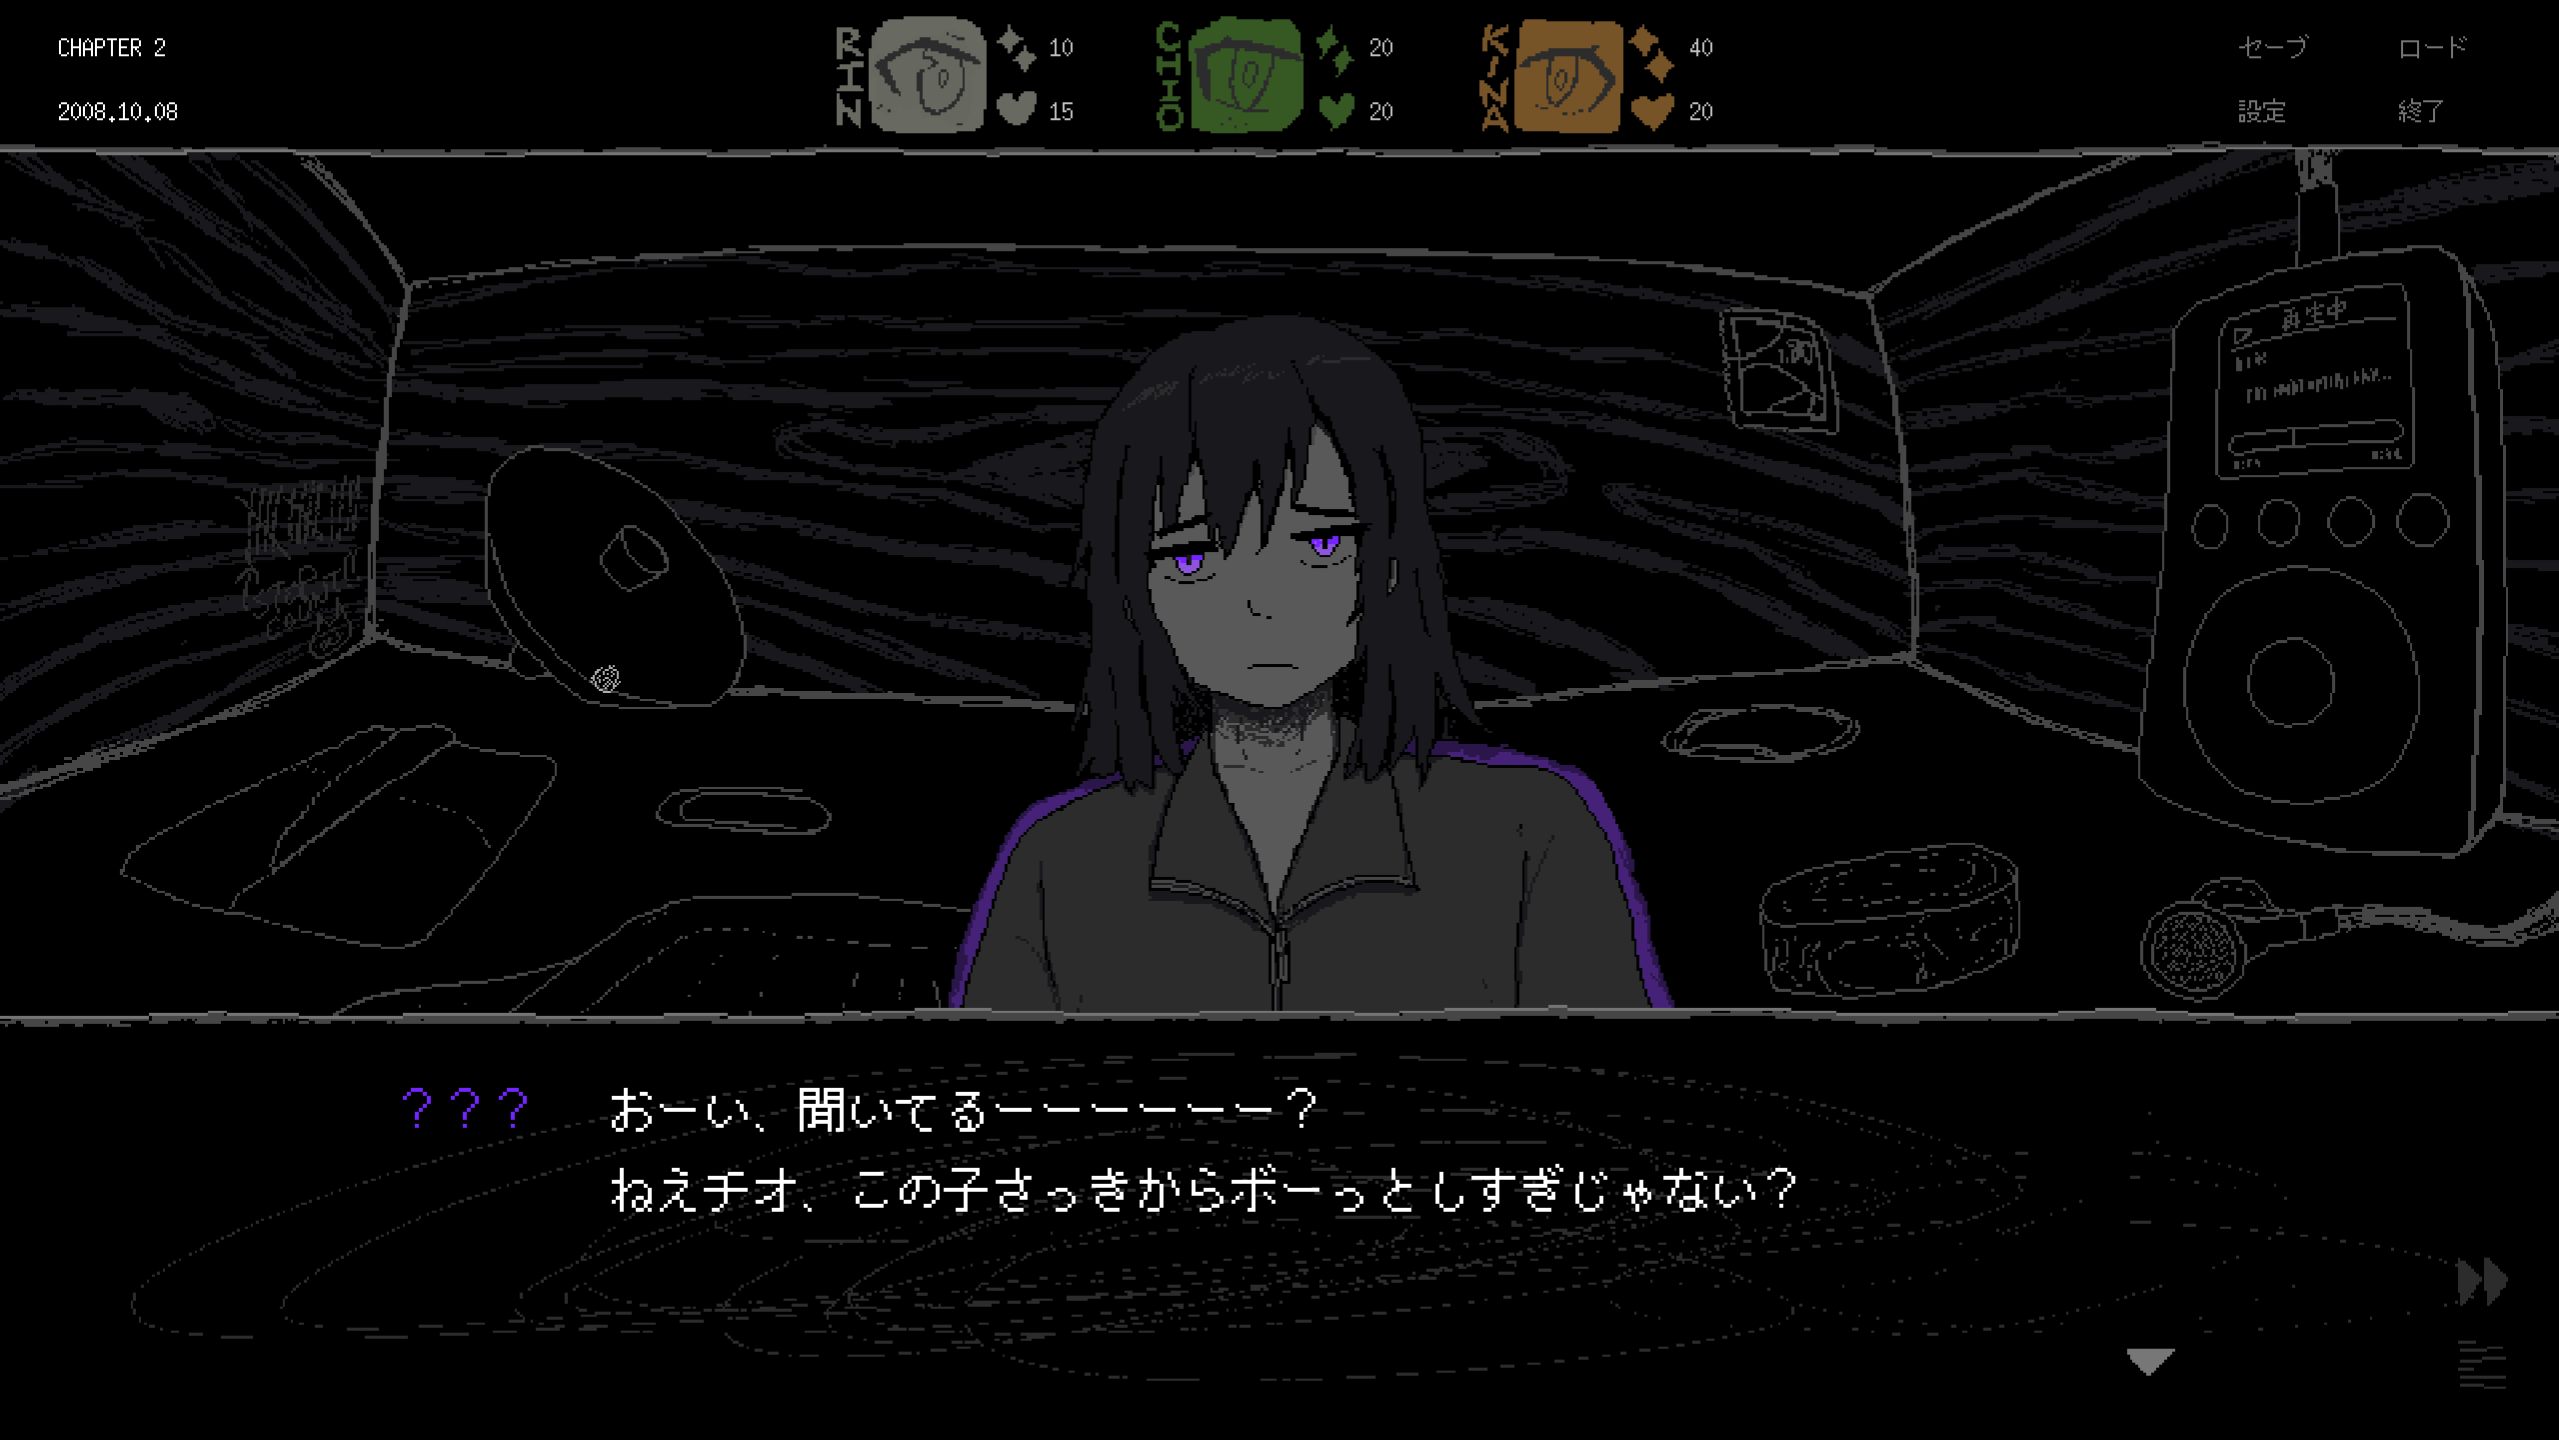 CHAPTER 2
2008.10.08
RIN
10
15
CHIO
20
20
KINA
40
20
セーブ
ロード
設定
終了
再生中
？？？
おーい、聞いてるーーーーーー？
ねえチオ、この子さっきからボーっとしすぎじゃない？